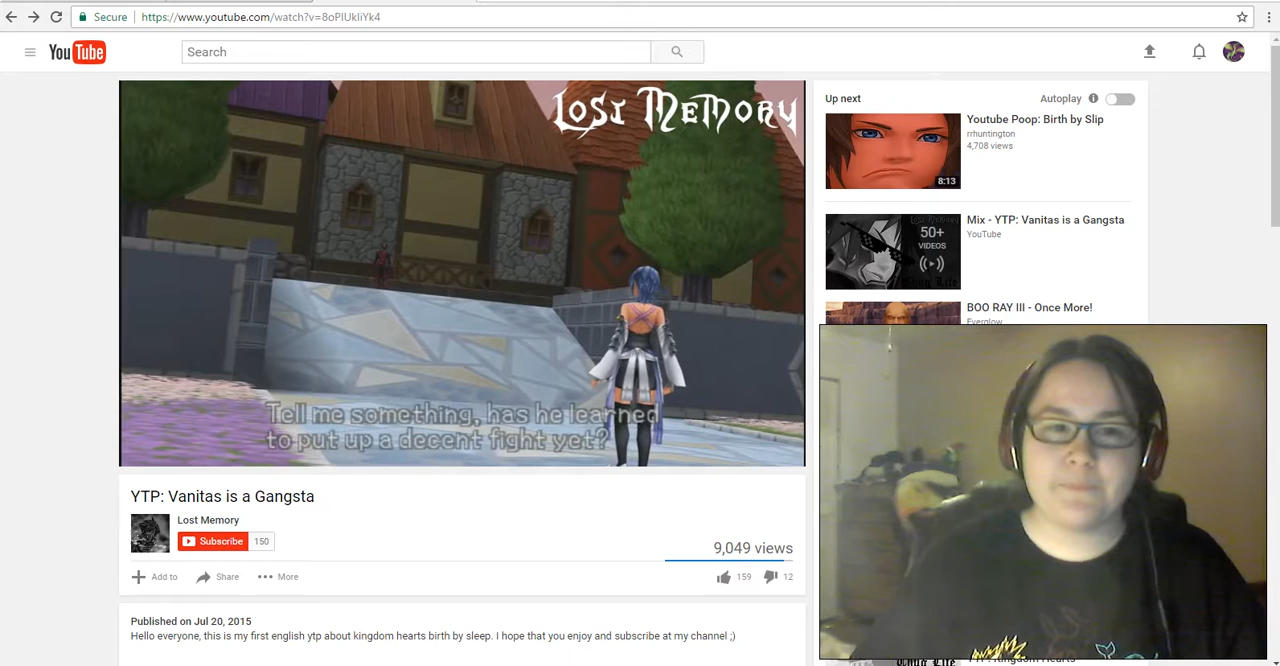 Secure https://www.youtube.com/watch?v=8oPlUkIiYk4
YouTube
Search
LOST MEMORY
Tell me something, has he learned
to put up a decent fight yet?
YTP: Vanitas is a Gangsta
Lost Memory
Subscribe 150
9,049 views
Add to Share More
159 12
Published on Jul 20, 2015
Hello everyone, this is my first english ytp about kingdom hearts birth by sleep. I hope that you enjoy and subscribe at my channel ;)
Up next
Autoplay
8:13
Youtube Poop: Birth by Slip
rrhuntington
4,708 views
50+
VIDEOS
Mix - YTP: Vanitas is a Gangsta
YouTube
BOO RAY III - Once More!
Everglow